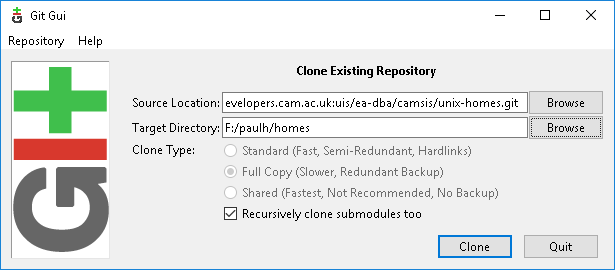 Git Gui
Repository Help
Clone Existing Repository
Source Location: evelopers.cam.ac.uk:uis/ea-dba/camsis/unix-homes.git Browse
Target Directory: F:/paulh/homes Browse
Clone Type: Standard (Fast, Semi-Redundant, Hardlinks)
Full Copy (Slower, Redundant Backup)
Shared (Fastest, Not Recommended, No Backup)
Recursively clone submodules too
Clone Quit